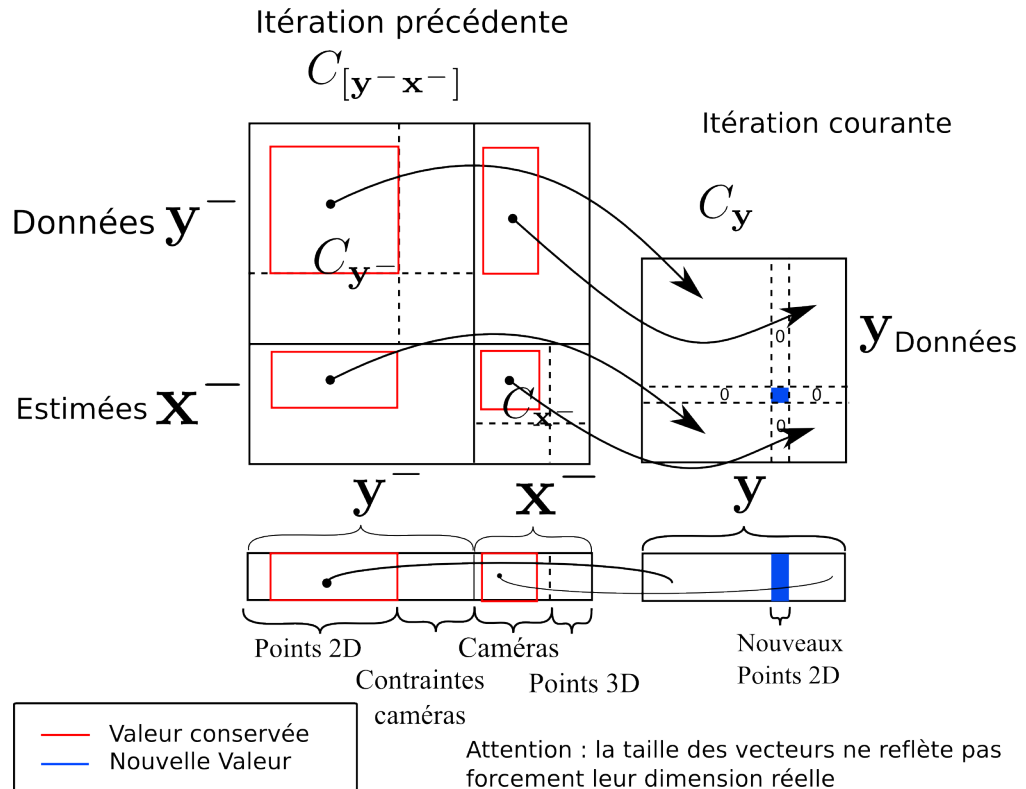 Itération précédente
C[y⁻ x⁻]
Itération courante
C_y
Données y⁻
C_y⁻
y Données
0
0 0
0
Estimées x⁻
C_x⁻
y⁻ x⁻ y
Points 2D
Contraintes
caméras
Caméras
Points 3D
Nouveaux
Points 2D
Valeur conservée
Nouvelle Valeur
Attention : la taille des vecteurs ne reflète pas
forcement leur dimension réelle